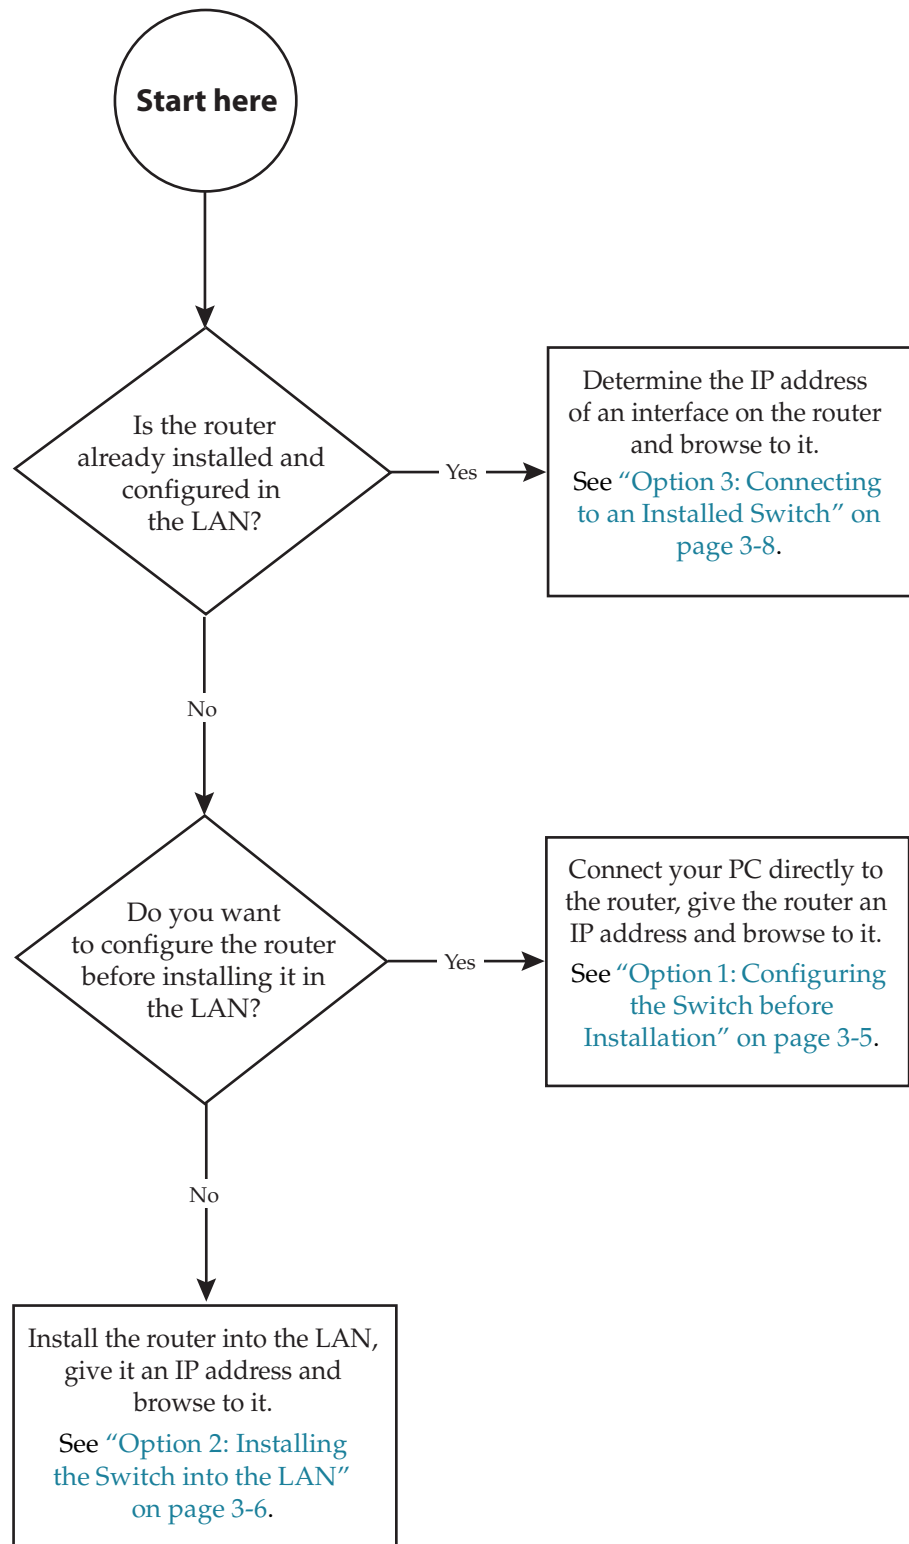 Start here
Is the router
already installed and
configured in
the LAN?
Yes
Determine the IP address
of an interface on the router
and browse to it.
See “Option 3: Connecting
to an Installed Switch” on
page 3-8.
No
Do you want
to configure the router
before installing it in
the LAN?
Yes
Connect your PC directly to
the router, give the router an
IP address and browse to it.
See “Option 1: Configuring
the Switch before
Installation” on page 3-5.
No
Install the router into the LAN,
give it an IP address and
browse to it.
See “Option 2: Installing
the Switch into the LAN”
on page 3-6.